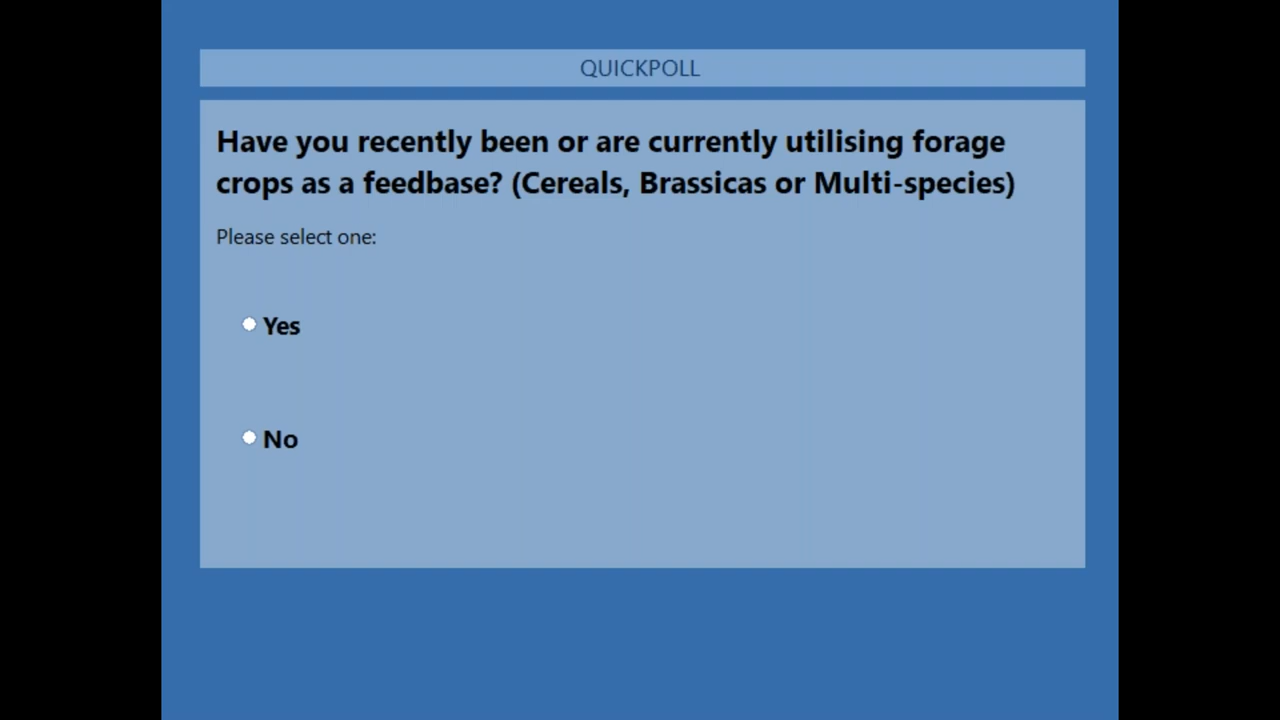 QUICKPOLL
Have you recently been or are currently utilising forage
crops as a feedbase? (Cereals, Brassicas or Multi-species)
Please select one:
Yes
No